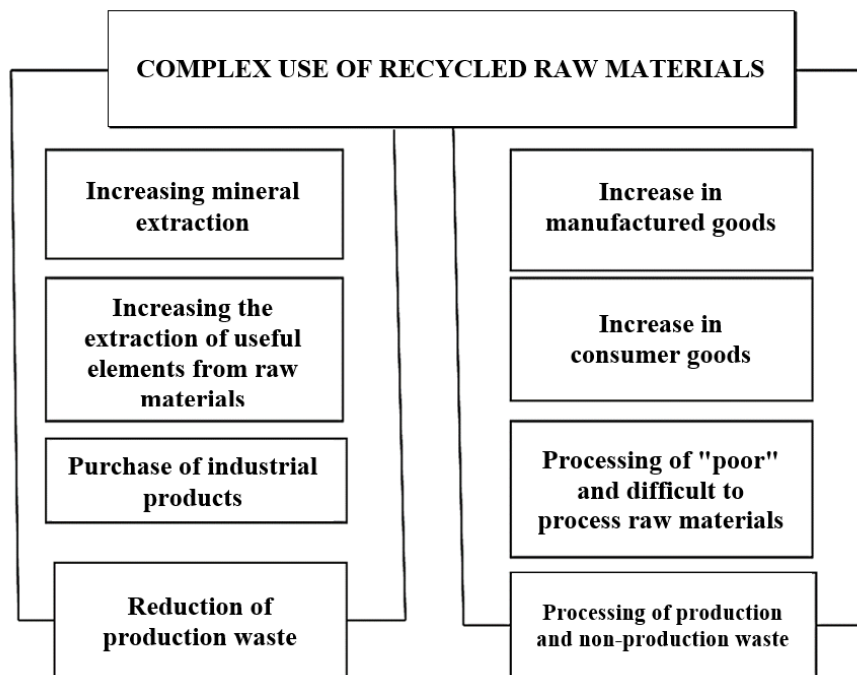 COMPLEX USE OF RECYCLED RAW MATERIALS
Increasing mineral
extraction
Increasing the
extraction of useful
elements from raw
materials
Purchase of industrial
products
Reduction of
production waste
Increase in
manufactured goods
Increase in
consumer goods
Processing of "poor"
and difficult to
process raw materials
Processing of production
and non-production waste